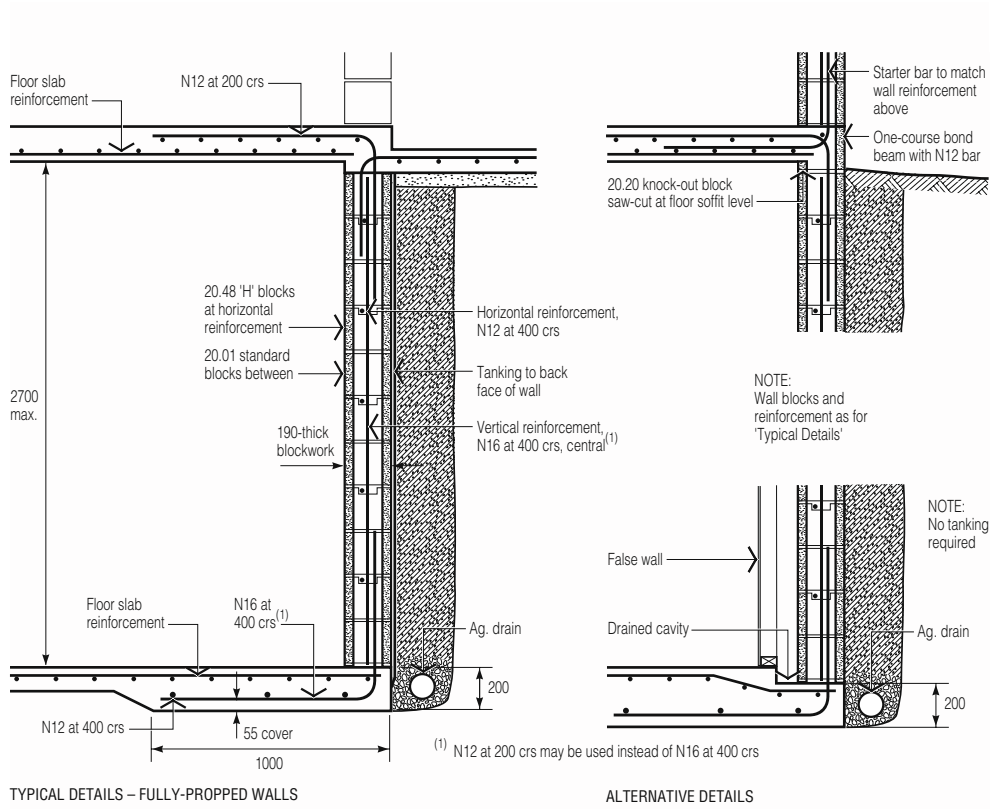 Floor slab
reinforcement
N12 at 200 crs
20.48 'H' blocks
at horizontal
reinforcement
20.01 standard
blocks between
2700
max.
190-thick
blockwork
Horizontal reinforcement,
N12 at 400 crs
Tanking to back
face of wall
Vertical reinforcement,
N16 at 400 crs, central(1)
Floor slab
reinforcement
N16 at
400 crs(1)
Ag. drain
200
N12 at 400 crs
55 cover
1000
(1) N12 at 200 crs may be used instead of N16 at 400 crs
TYPICAL DETAILS – FULLY-PROPPED WALLS
Starter bar to match
wall reinforcement
above
One-course bond
beam with N12 bar
20.20 knock-out block
saw-cut at floor soffit level
NOTE:
Wall blocks and
reinforcement as for
'Typical Details'
NOTE:
No tanking
required
False wall
Drained cavity
Ag. drain
200
ALTERNATIVE DETAILS